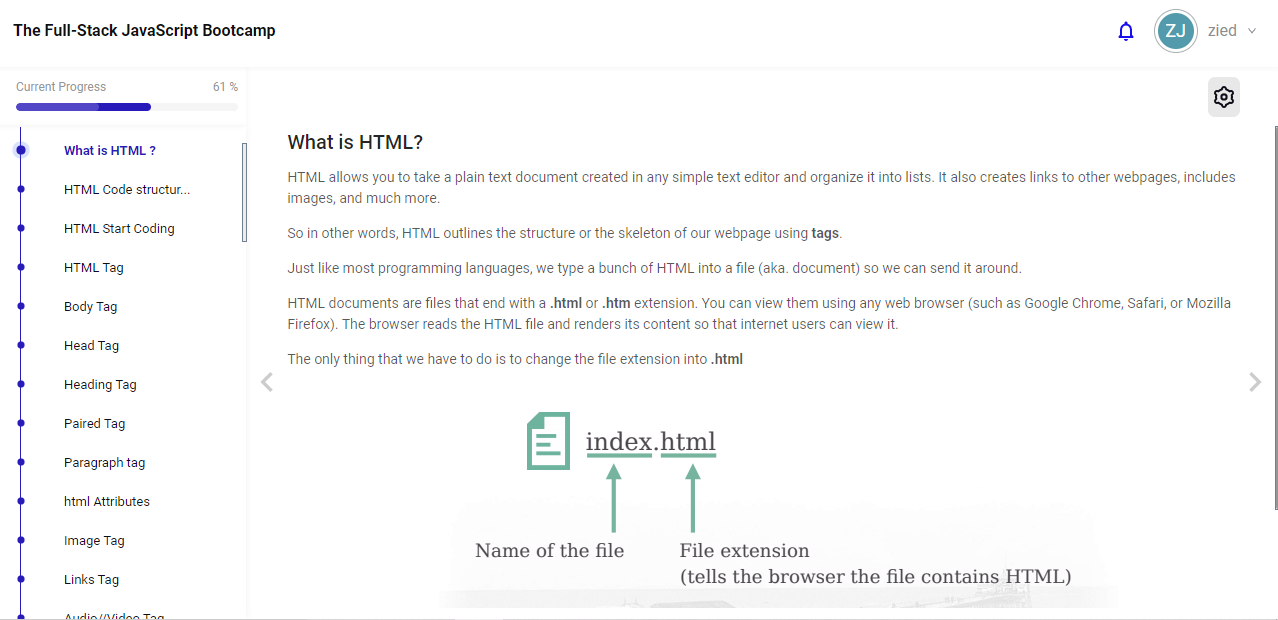 The Full-Stack JavaScript Bootcamp
ZJ
zied
Current Progress
61 %
What is HTML ?
HTML Code structur...
HTML Start Coding
HTML Tag
Body Tag
Head Tag
Heading Tag
Paired Tag
Paragraph tag
html Attributes
Image Tag
Links Tag
Audio//Video Tag
What is HTML?
HTML allows you to take a plain text document created in any simple text editor and organize it into lists. It also creates links to other webpages, includes
images, and much more.
So in other words, HTML outlines the structure or the skeleton of our webpage using tags.
Just like most programming languages, we type a bunch of HTML into a file (aka. document) so we can send it around.
HTML documents are files that end with a .html or .htm extension. You can view them using any web browser (such as Google Chrome, Safari, or Mozilla
Firefox). The browser reads the HTML file and renders its content so that internet users can view it.
The only thing that we have to do is to change the file extension into .html
index.html
Name of the file
File extension
(tells the browser the file contains HTML)